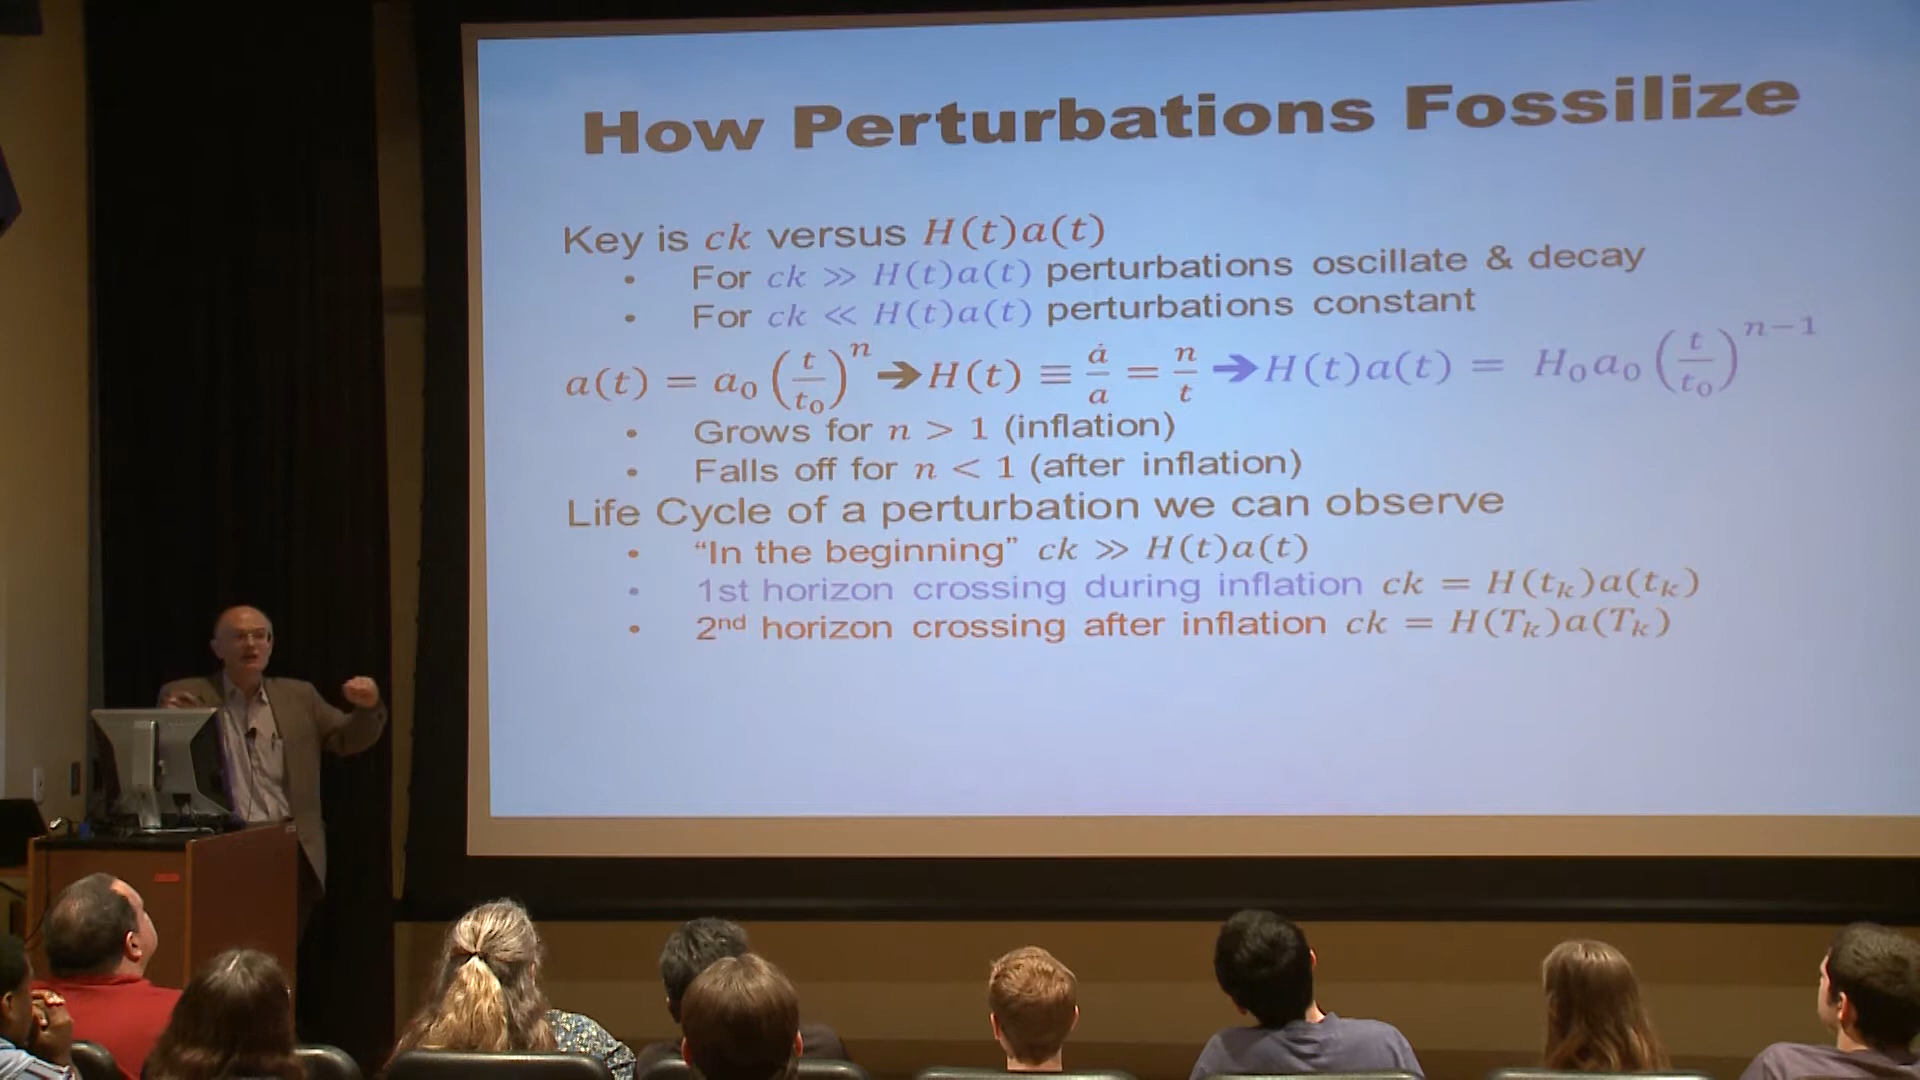 How Perturbations Fossilize
Key is ck versus H(t)a(t)
• For ck ≫ H(t)a(t) perturbations oscillate & decay
• For ck ≪ H(t)a(t) perturbations constant
a(t) = a₀ (t/t₀)ⁿ ➔ H(t) ≡ ȧ/a = n/t ➔ H(t)a(t) = H₀a₀ (t/t₀)ⁿ⁻¹
• Grows for n > 1 (inflation)
• Falls off for n < 1 (after inflation)
Life Cycle of a perturbation we can observe
• “In the beginning” ck ≫ H(t)a(t)
• 1st horizon crossing during inflation ck = H(tₖ)a(tₖ)
• 2nd horizon crossing after inflation ck = H(Tₖ)a(Tₖ)